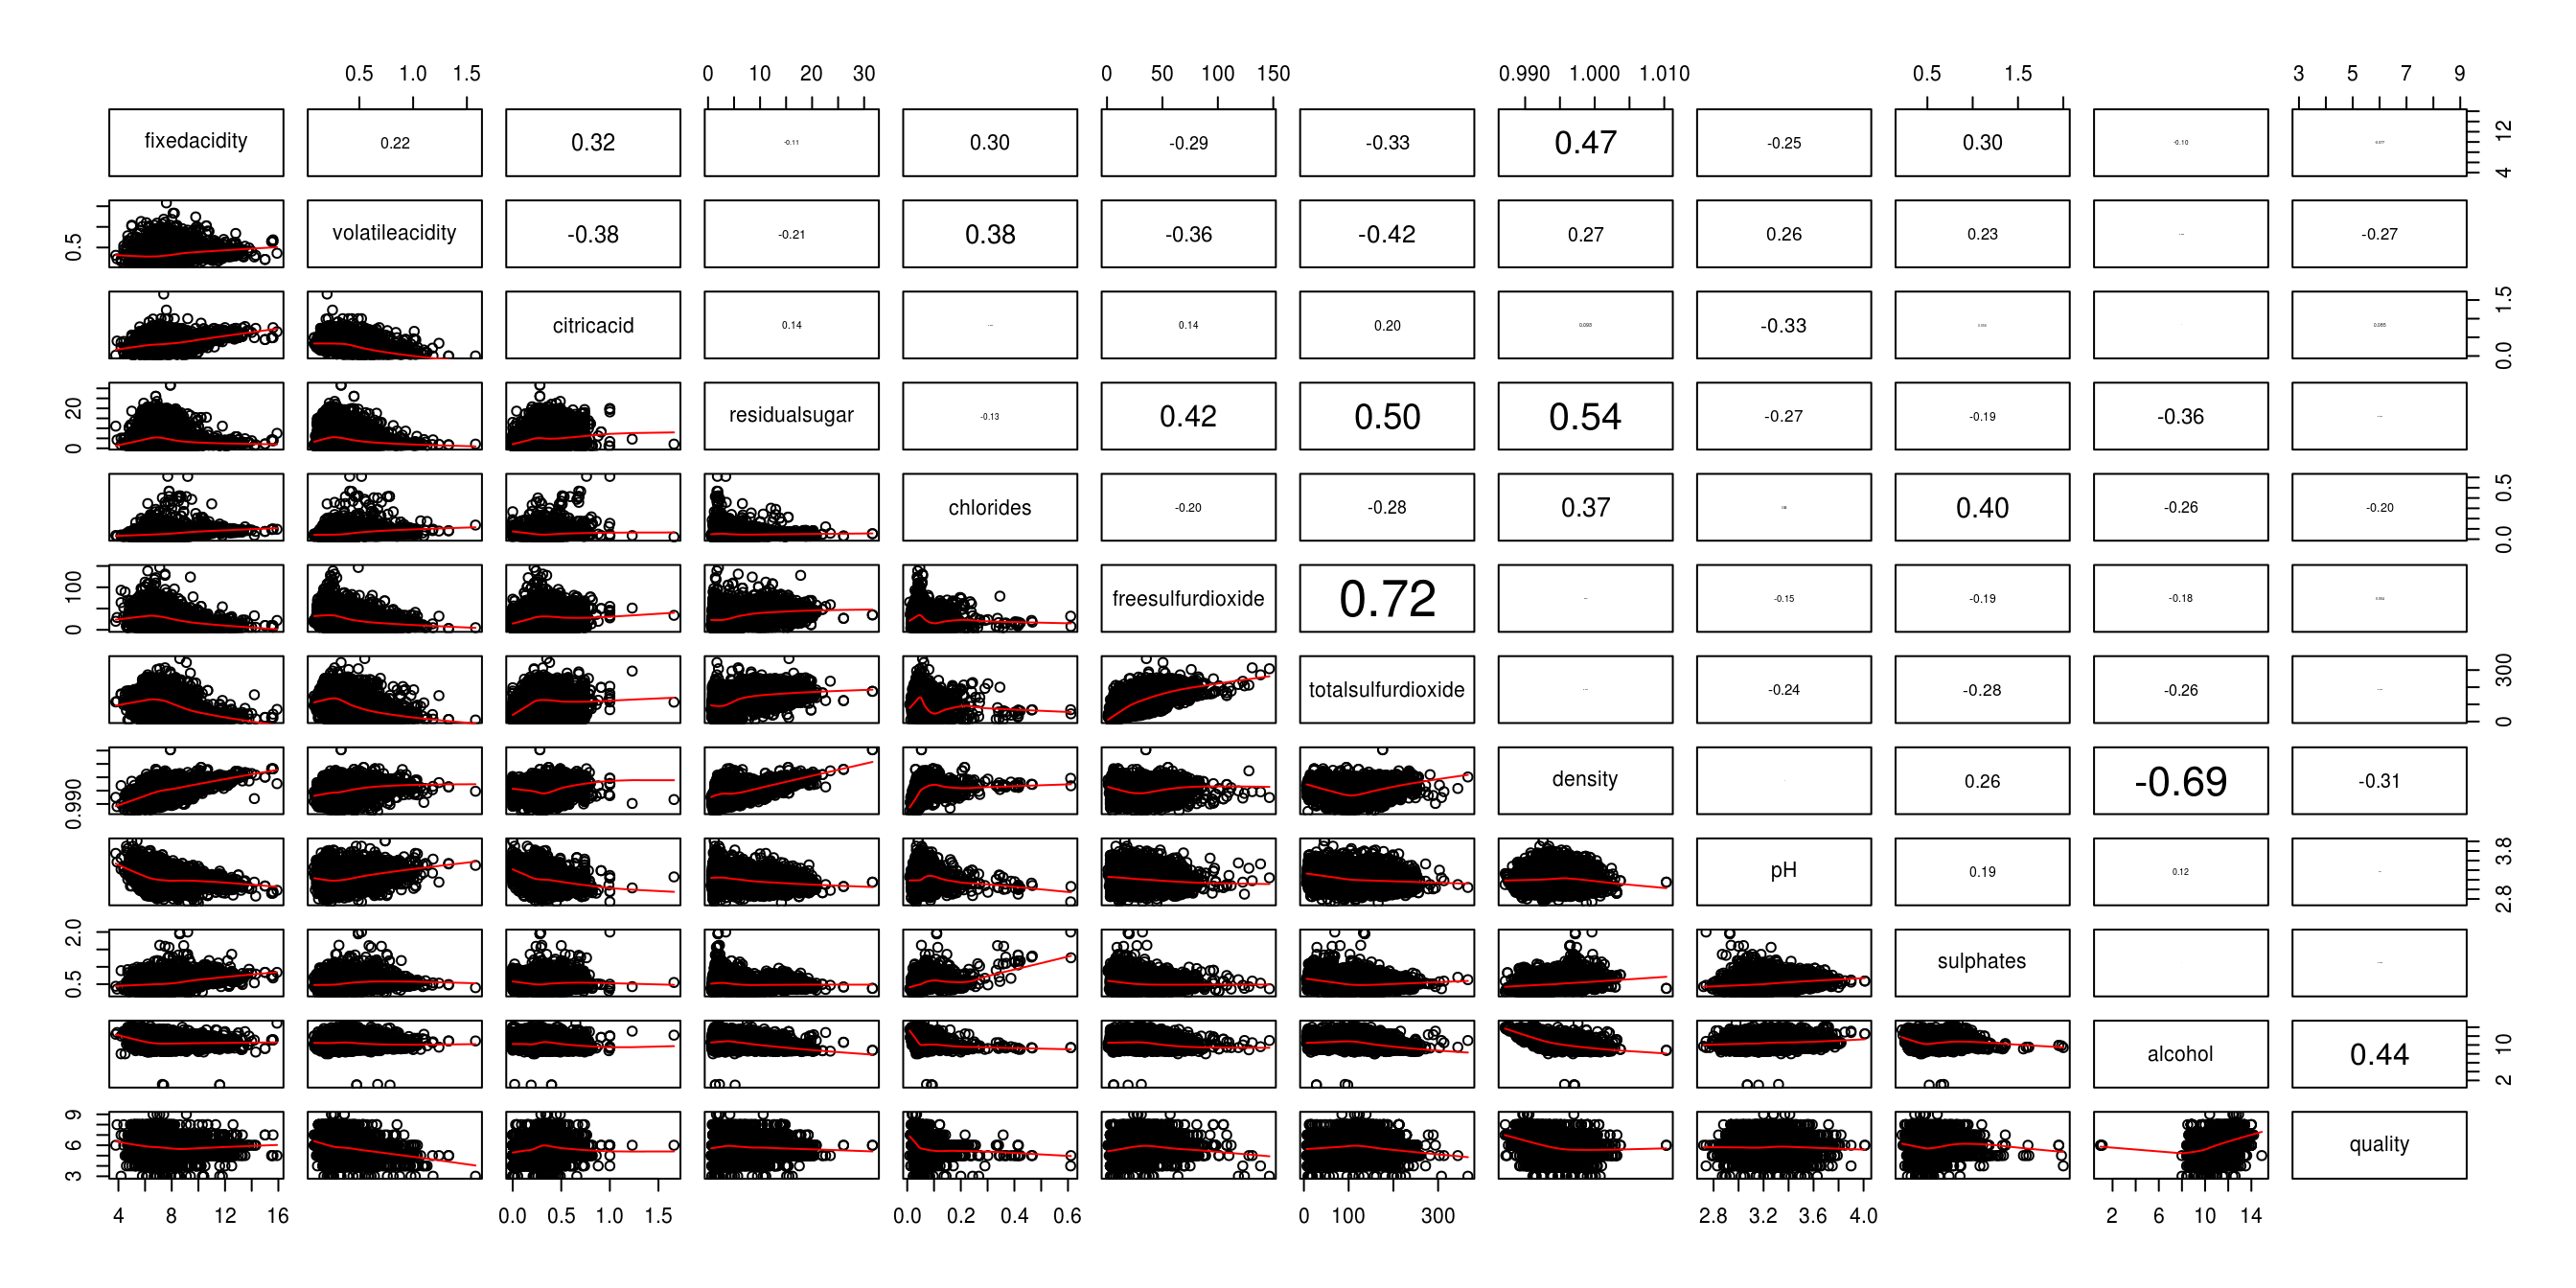 0.5 1.0 1.5 0 10 20 30 0 50 100 150 0.990 1.000 1.010 0.5 1.5 3 5 7 9
fixedacidity 0.22 0.32 -0.11 0.30 -0.29 -0.33 0.47 -0.25 0.30 -0.10 4 12
0.5 volatileacidity -0.38 -0.21 0.38 -0.36 -0.42 0.27 0.26 0.23 -0.27
citricacid 0.14 0.14 0.20 0.093 -0.33 0.085 0.0 1.5
0 20 residualsugar -0.13 0.42 0.50 0.54 -0.27 -0.19 -0.36
chlorides -0.20 -0.28 0.37 0.40 -0.26 -0.20 0.0 0.5
0 100 freesulfurdioxide 0.72 -0.15 -0.19 -0.18
totalsulfurdioxide -0.24 -0.28 -0.26 0 300
0.990 density 0.26 -0.69 -0.31
pH 0.19 0.12 2.8 3.8
0.5 2.0 sulphates
alcohol 0.44 2 10
3 6 9 quality
4 8 12 16 0.0 0.5 1.0 1.5 0.0 0.2 0.4 0.6 0 100 300 2.8 3.2 3.6 4.0 2 6 10 14